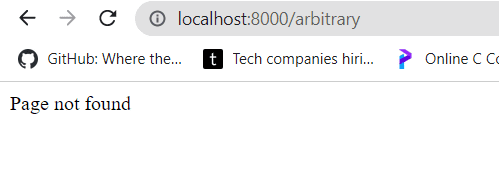 localhost:8000/arbitrary
GitHub: Where the... t Tech companies hiri... Online C Co
Page not found